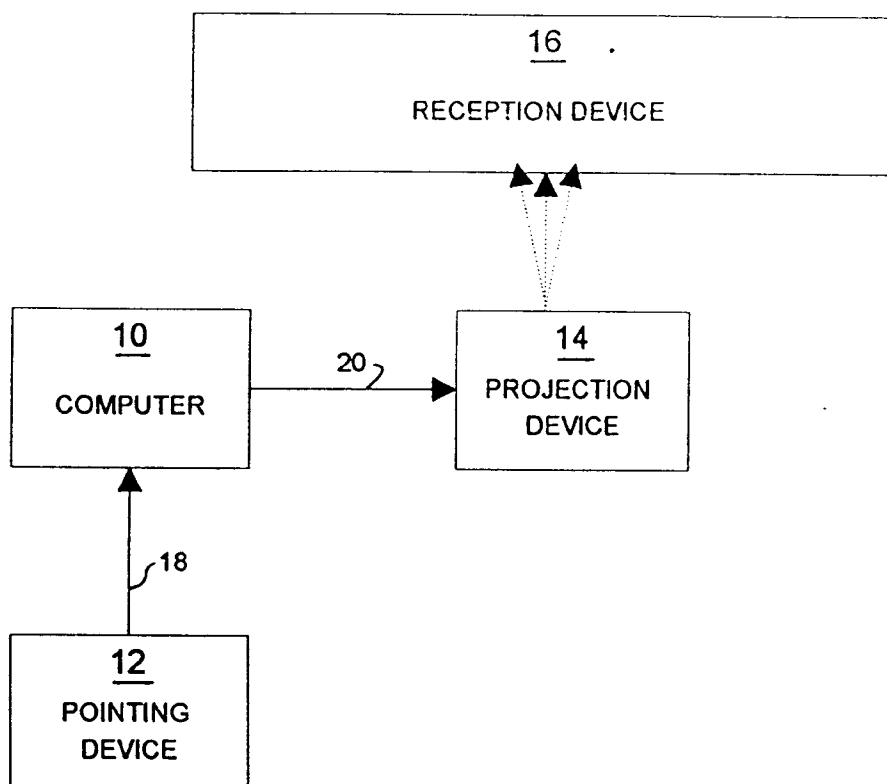 16
RECEPTION DEVICE
10
COMPUTER
20
14
PROJECTION
DEVICE
18
12
POINTING
DEVICE